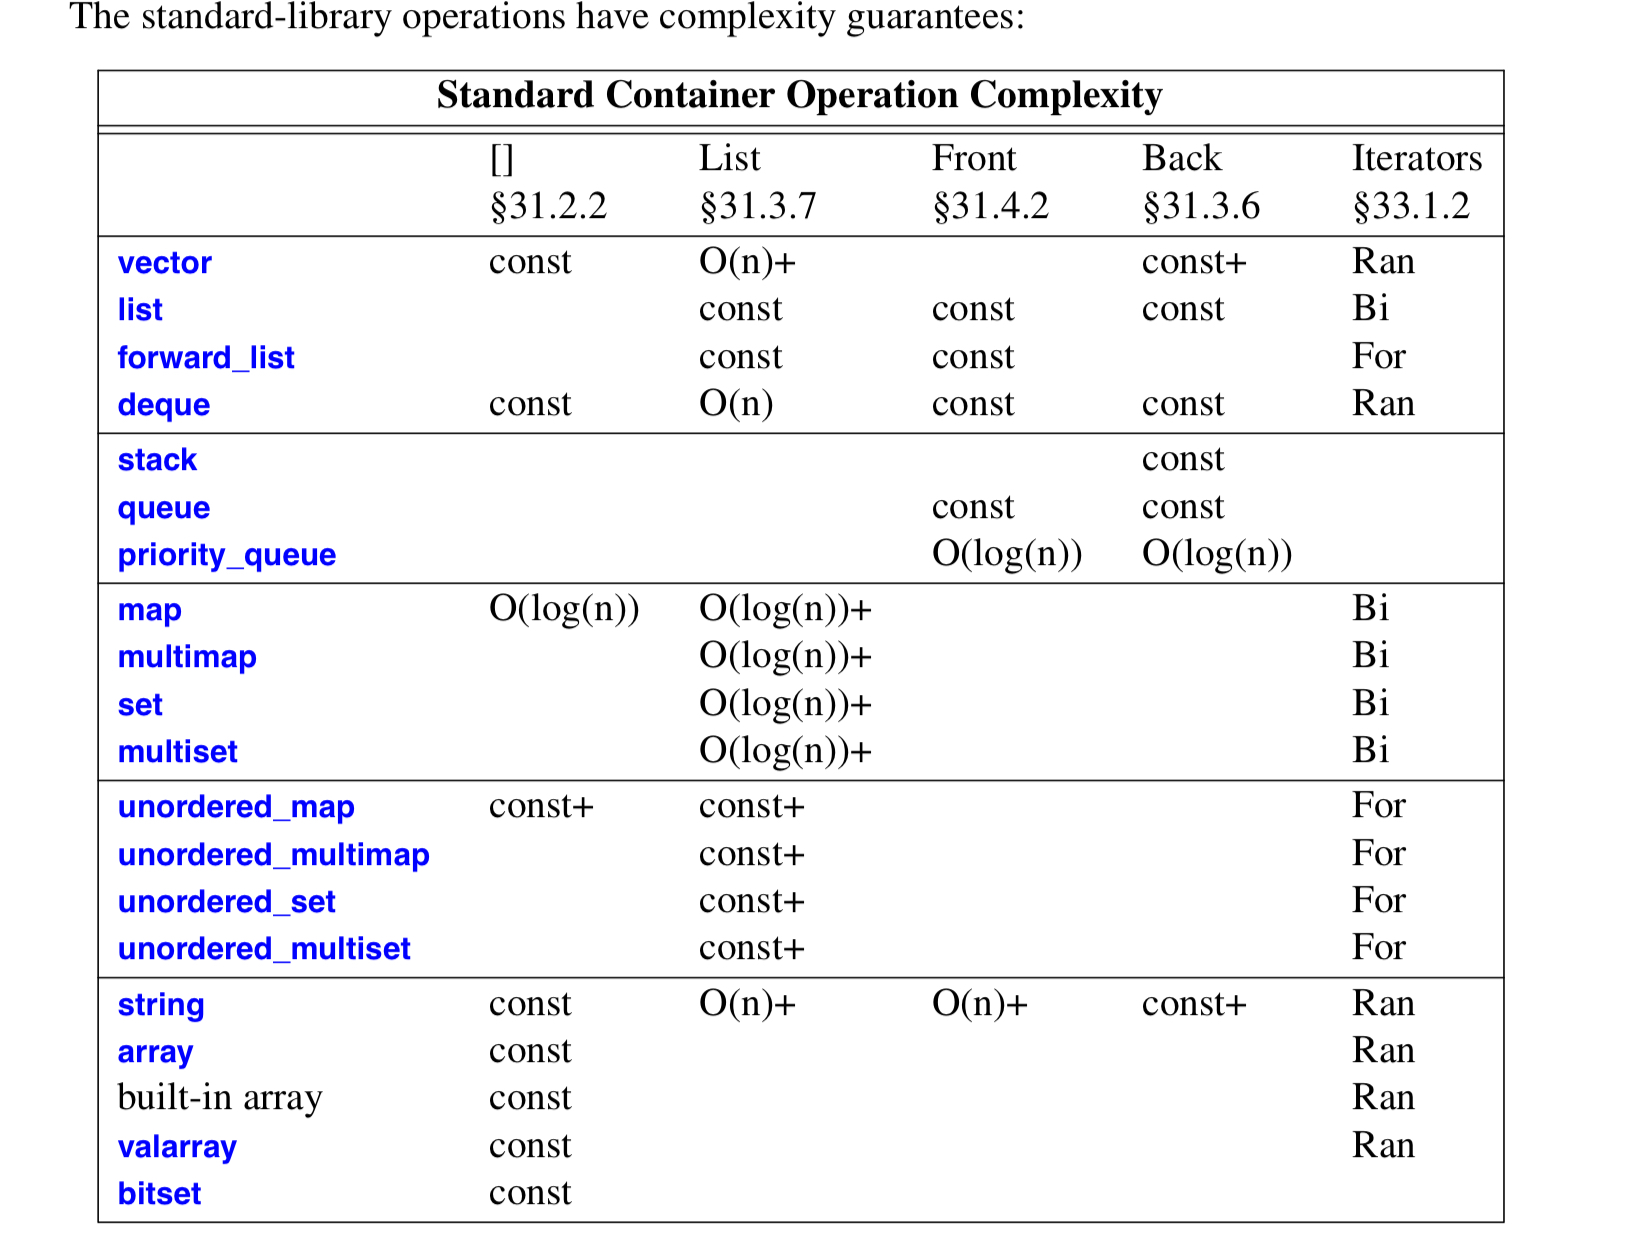 The standard-library operations have complexity guarantees:
Standard Container Operation Complexity
[] List Front Back Iterators
§31.2.2 §31.3.7 §31.4.2 §31.3.6 §33.1.2
vector const O(n)+ const+ Ran
list const const const Bi
forward_list const const For
deque const O(n) const const Ran
stack const
queue const const
priority_queue O(log(n)) O(log(n))
map O(log(n)) O(log(n))+ Bi
multimap O(log(n))+ Bi
set O(log(n))+ Bi
multiset O(log(n))+ Bi
unordered_map const+ const+ For
unordered_multimap const+ For
unordered_set const+ For
unordered_multiset const+ For
string const O(n)+ O(n)+ const+ Ran
array const Ran
built-in array const Ran
valarray const Ran
bitset const